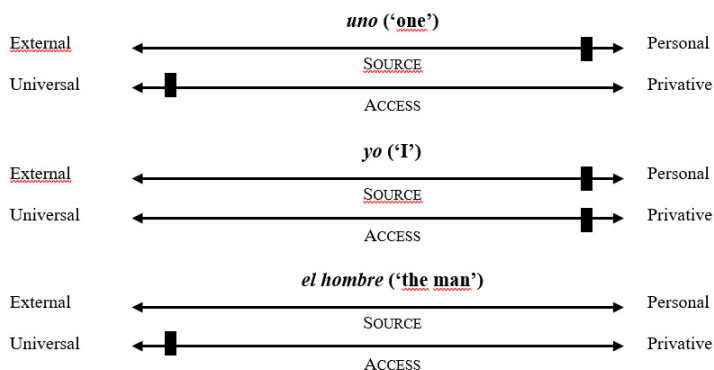 uno (‘one’)
External Personal
SOURCE
Universal Privative
ACCESS
yo (‘I’)
External Personal
SOURCE
Universal Privative
ACCESS
el hombre (‘the man’)
External Personal
SOURCE
Universal Privative
ACCESS